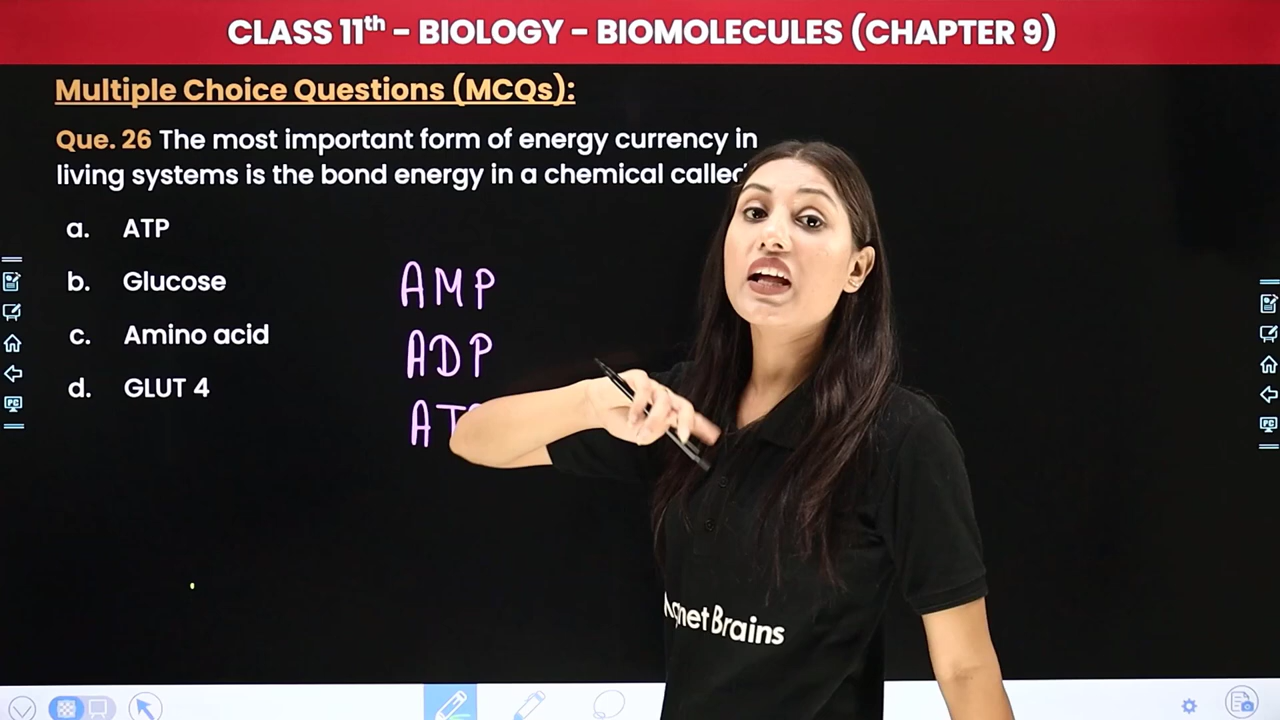 CLASS 11th - BIOLOGY - BIOMOLECULES (CHAPTER 9)
Multiple Choice Questions (MCQs):
Que. 26 The most important form of energy currency in
living systems is the bond energy in a chemical called
a. ATP
b. Glucose
c. Amino acid
d. GLUT 4
AMP
ADP
PC
PC
Brains